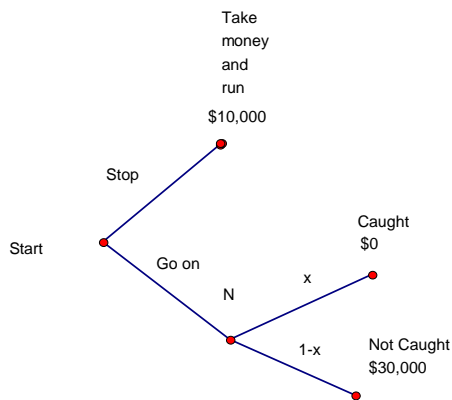 Take
money
and
run
$10,000
Stop
Start
Go on
N
x
Caught
$0
1-x
Not Caught
$30,000